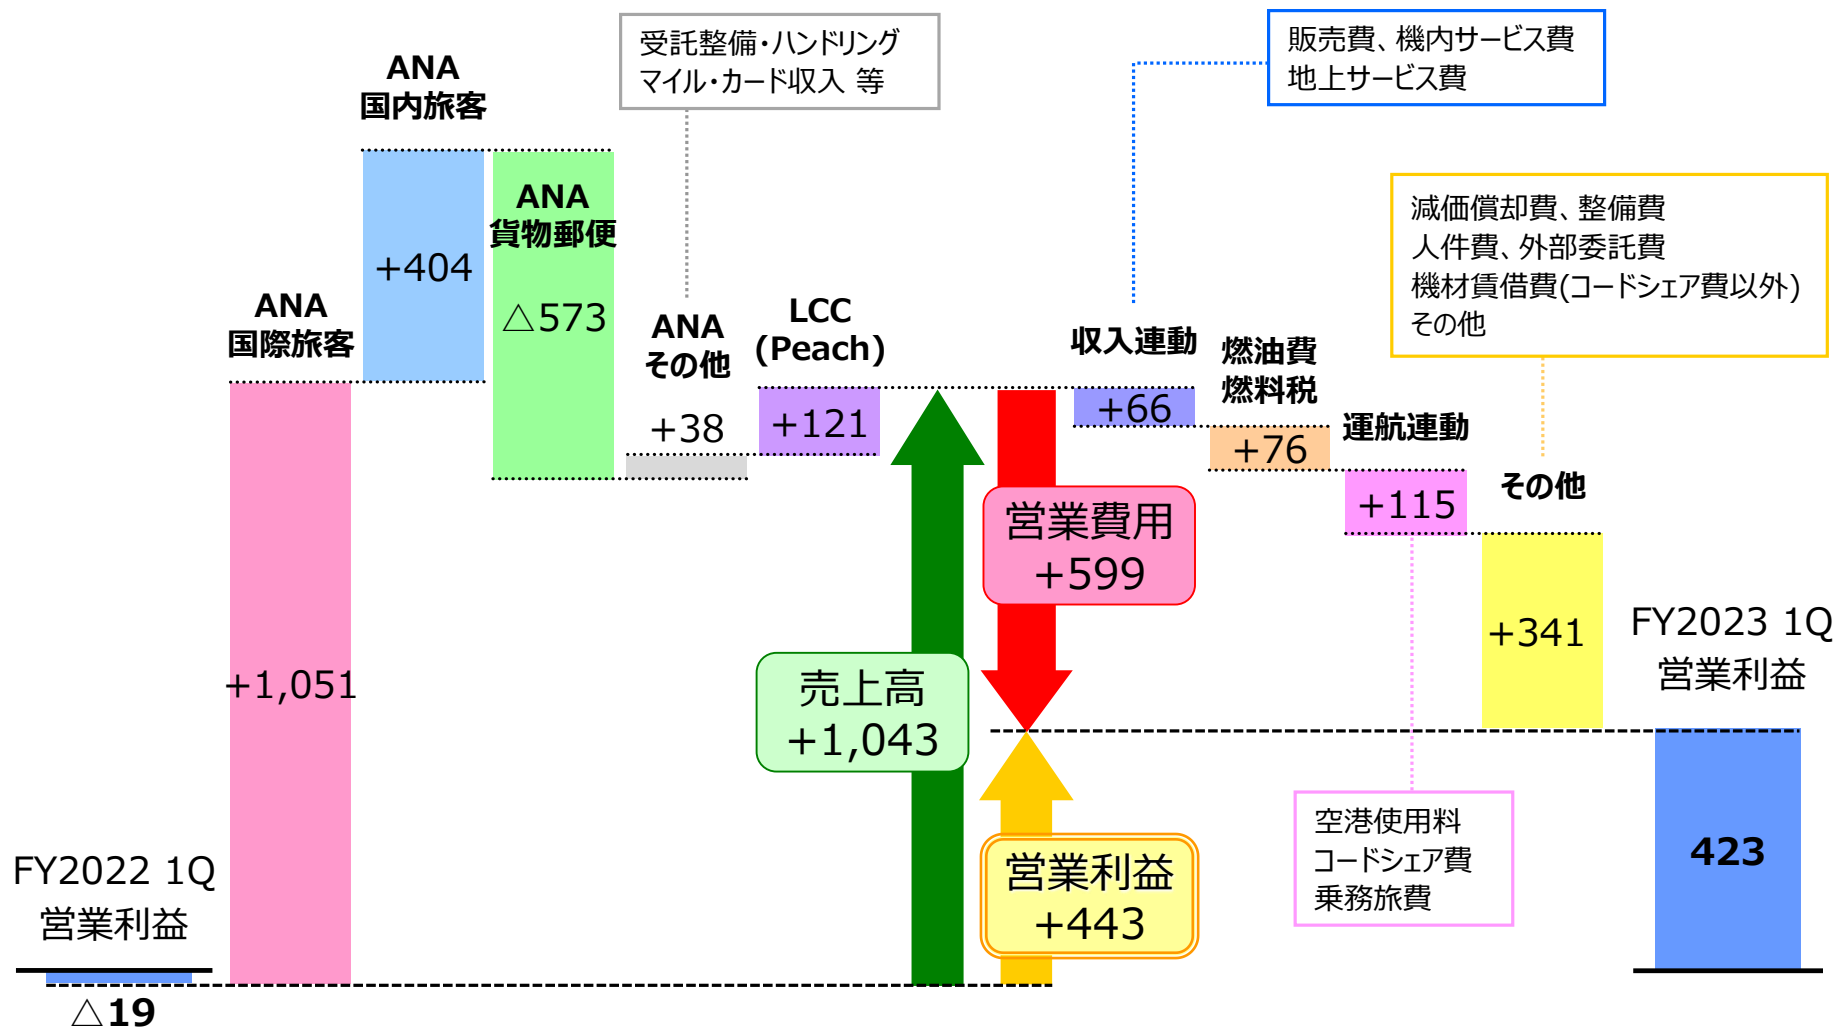 FY2022 1Q
営業利益
△19
ANA
国際旅客
+1,051
ANA
国内旅客
+404
ANA
貨物郵便
△573
受託整備・ハンドリング
マイル・カード収入 等
ANA
その他
+38
LCC
(Peach)
+121
売上高
+1,043
営業費用
+599
営業利益
+443
販売費、機内サービス費
地上サービス費
収入連動
+66
燃油費
燃料税
+76
運航連動
+115
空港使用料
コードシェア費
乗務旅費
減価償却費、整備費
人件費、外部委託費
機材賃借費(コードシェア費以外)
その他
その他
+341
FY2023 1Q
営業利益
423